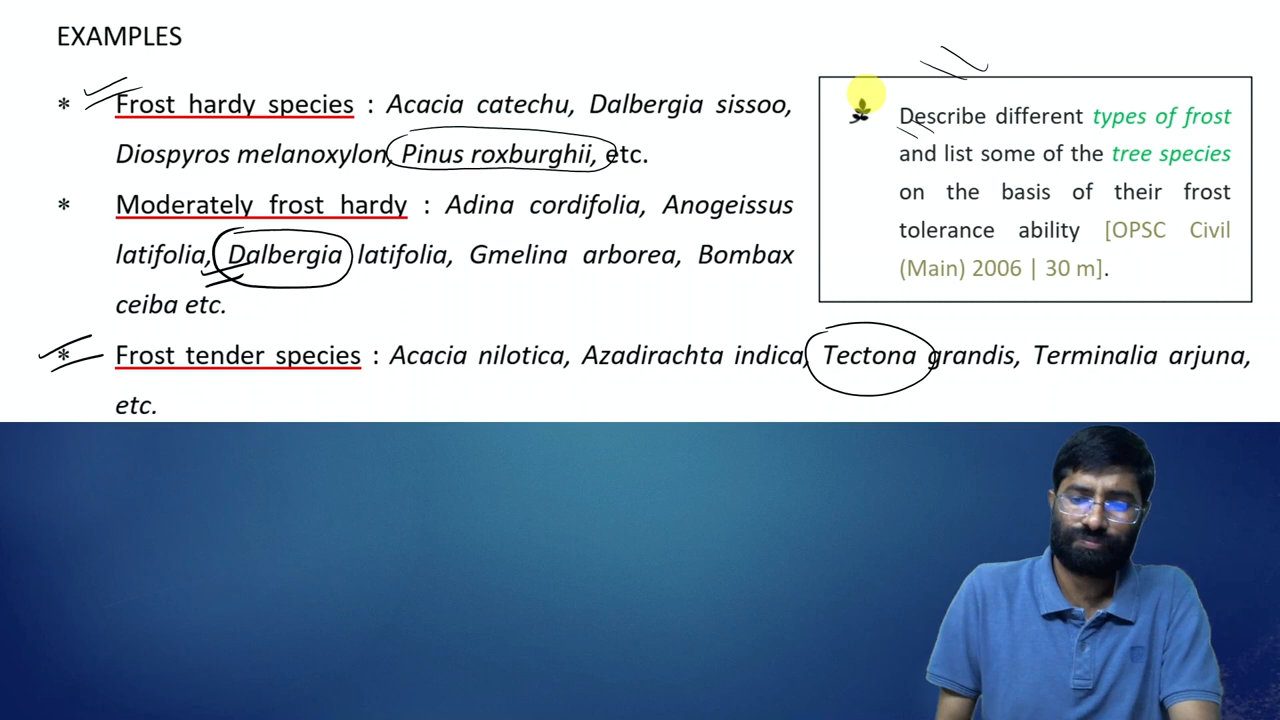 EXAMPLES
* Frost hardy species : Acacia catechu, Dalbergia sissoo,
Diospyros melanoxylon, Pinus roxburghii, etc.
* Moderately frost hardy : Adina cordifolia, Anogeissus
latifolia, Dalbergia latifolia, Gmelina arborea, Bombax
ceiba etc.
* Frost tender species : Acacia nilotica, Azadirachta indica, Tectona grandis, Terminalia arjuna,
etc.
Describe different types of frost
and list some of the tree species
on the basis of their frost
tolerance ability [OPSC Civil
(Main) 2006 | 30 m].